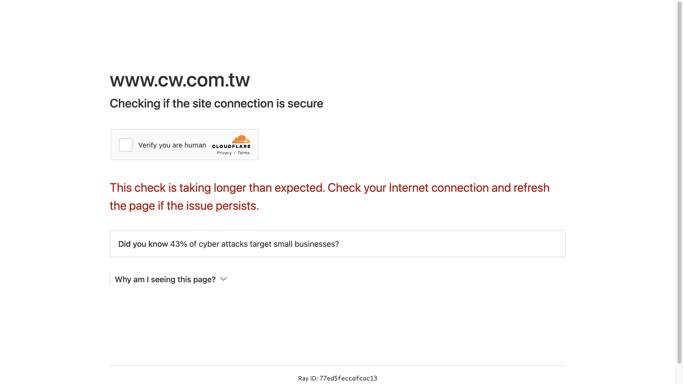 www.cw.com.tw
Checking if the site connection is secure
Verify you are human
CLOUDFLARE
Privacy • Terms
This check is taking longer than expected. Check your Internet connection and refresh
the page if the issue persists.
Did you know 43% of cyber attacks target small businesses?
Why am I seeing this page?
Ray ID: 77ed5feccafcac13